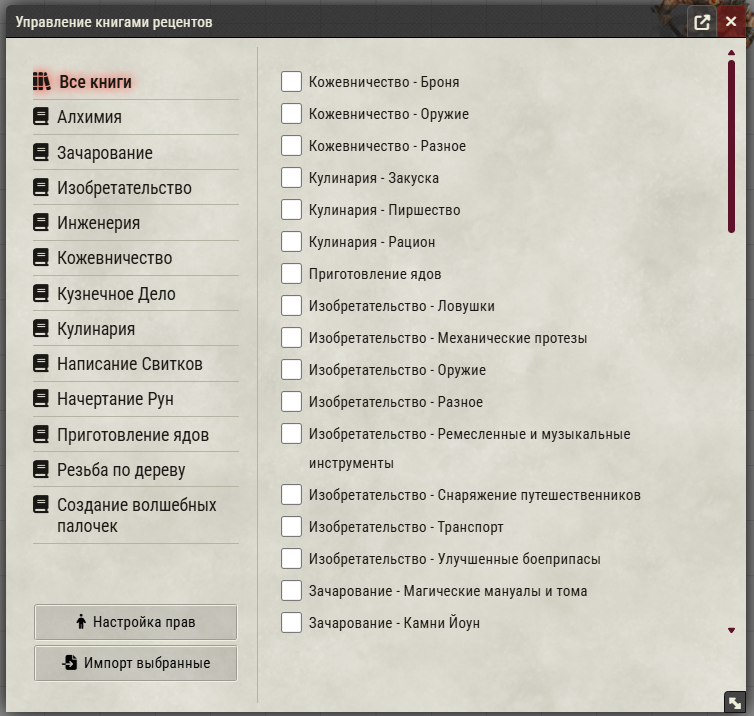 Управление книгами рецентов
Все книги
Алхимия
Зачарование
Изобретательство
Инженерия
Кожевничество
Кузнечное Дело
Кулинария
Написание Свитков
Начертание Рун
Приготовление ядов
Резьба по дереву
Создание волшебных
палочек
Настройка прав
Импорт выбранные
Кожевничество - Броня
Кожевничество - Оружие
Кожевничество - Разное
Кулинария - Закуска
Кулинария - Пиршество
Кулинария - Рацион
Приготовление ядов
Изобретательство - Ловушки
Изобретательство - Механические протезы
Изобретательство - Оружие
Изобретательство - Разное
Изобретательство - Ремесленные и музыкальные
инструменты
Изобретательство - Снаряжение путешественников
Изобретательство - Транспорт
Изобретательство - Улучшенные боеприпасы
Зачарование - Магические мануалы и тома
Зачарование - Камни Йоун